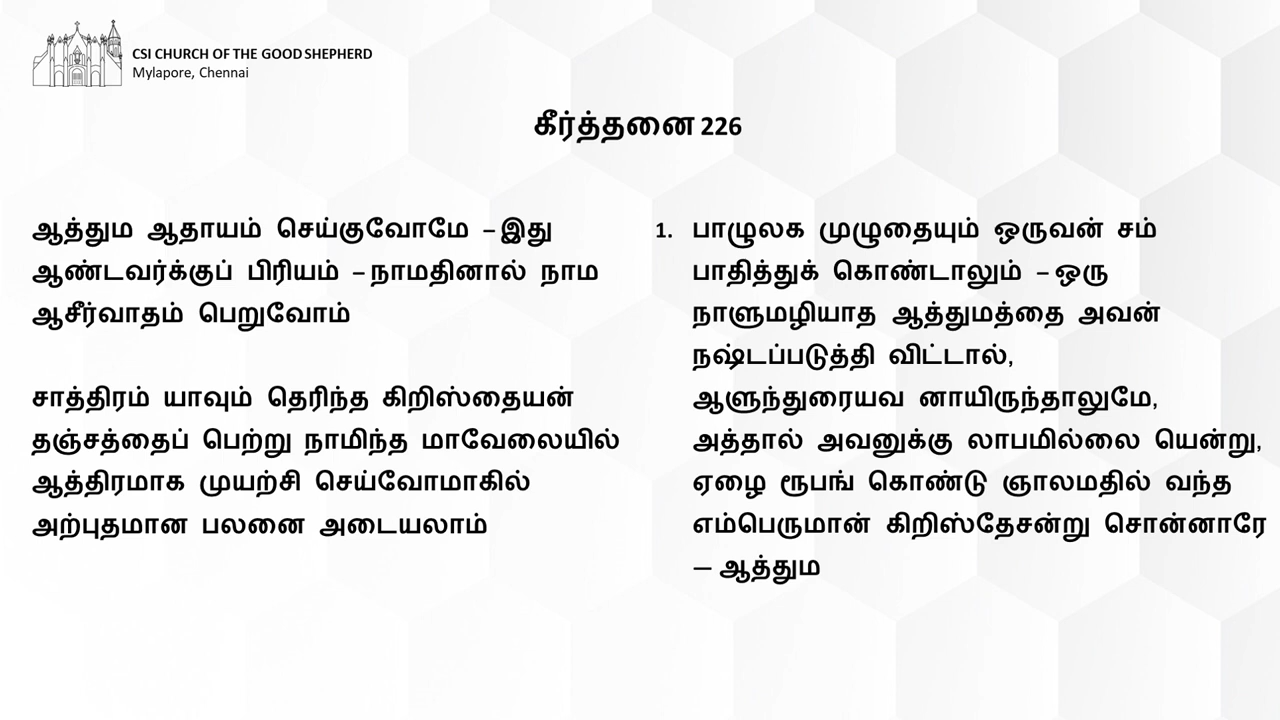 CSI CHURCH OF THE GOOD SHEPHERD
Mylapore, Chennai
கீர்த்தனை 226
ஆத்தும ஆதாயம் செய்குவோமே – இது
ஆண்டவர்க்குப் பிரியம் – நாமதினால் நாம
ஆசீர்வாதம் பெறுவோம்
சாத்திரம் யாவும் தெரிந்த கிறிஸ்தையன்
தஞ்சத்தைப் பெற்று நாமிந்த மாவேலையில்
ஆத்திரமாக முயற்சி செய்வோமாகில்
அற்புதமான பலனை அடையலாம்
1. பாழுலக முழுதையும் ஒருவன் சம்
பாதித்துக் கொண்டாலும் – ஒரு
நாளுமழியாத ஆத்துமத்தை அவன்
நஷ்டப்படுத்தி விட்டால்,
ஆளுந்துரையவ னாயிருந்தாலுமே,
அத்தால் அவனுக்கு லாபமில்லை யென்று,
ஏழை ரூபங் கொண்டு ஞாலமதில் வந்த
எம்பெருமான் கிறிஸ்தேசன்று சொன்னாரே
— ஆத்தும